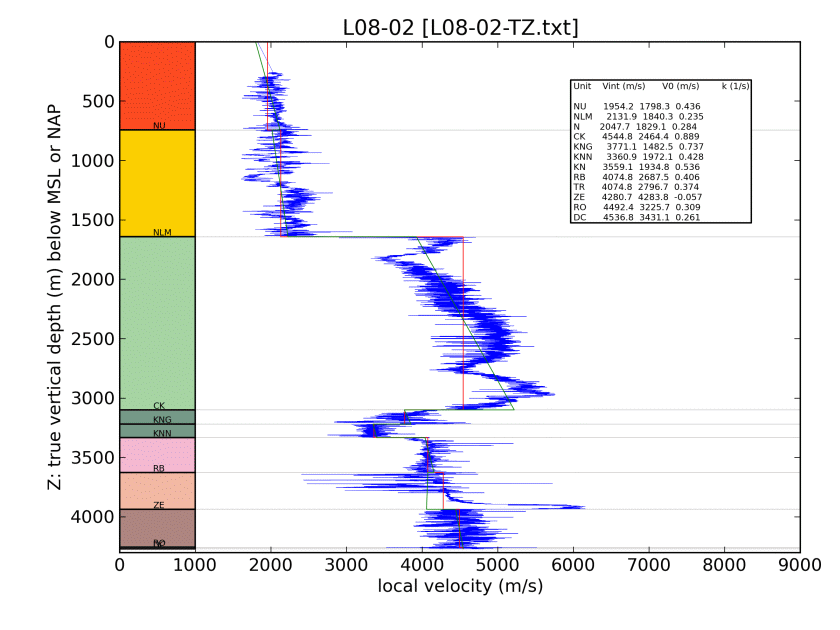 L08-02 [L08-02-TZ.txt]
Z: true vertical depth (m) below MSL or NAP
0
500
1000
1500
2000
2500
3000
3500
4000
NU
NLM
CK
KNG
KNN
RB
ZE
RO
Unit Vint (m/s) V0 (m/s) k (1/s)
NU 1954.2 1798.3 0.436
NLM 2131.9 1840.3 0.235
N 2047.7 1829.1 0.284
CK 4544.8 2464.4 0.889
KNG 3771.1 1482.5 0.737
KNN 3360.9 1972.1 0.428
KN 3559.1 1934.8 0.536
RB 4074.8 2687.5 0.406
TR 4074.8 2796.7 0.374
ZE 4280.7 4283.8 -0.057
RO 4492.4 3225.7 0.309
DC 4536.8 3431.1 0.261
0 1000 2000 3000 4000 5000 6000 7000 8000 9000
local velocity (m/s)